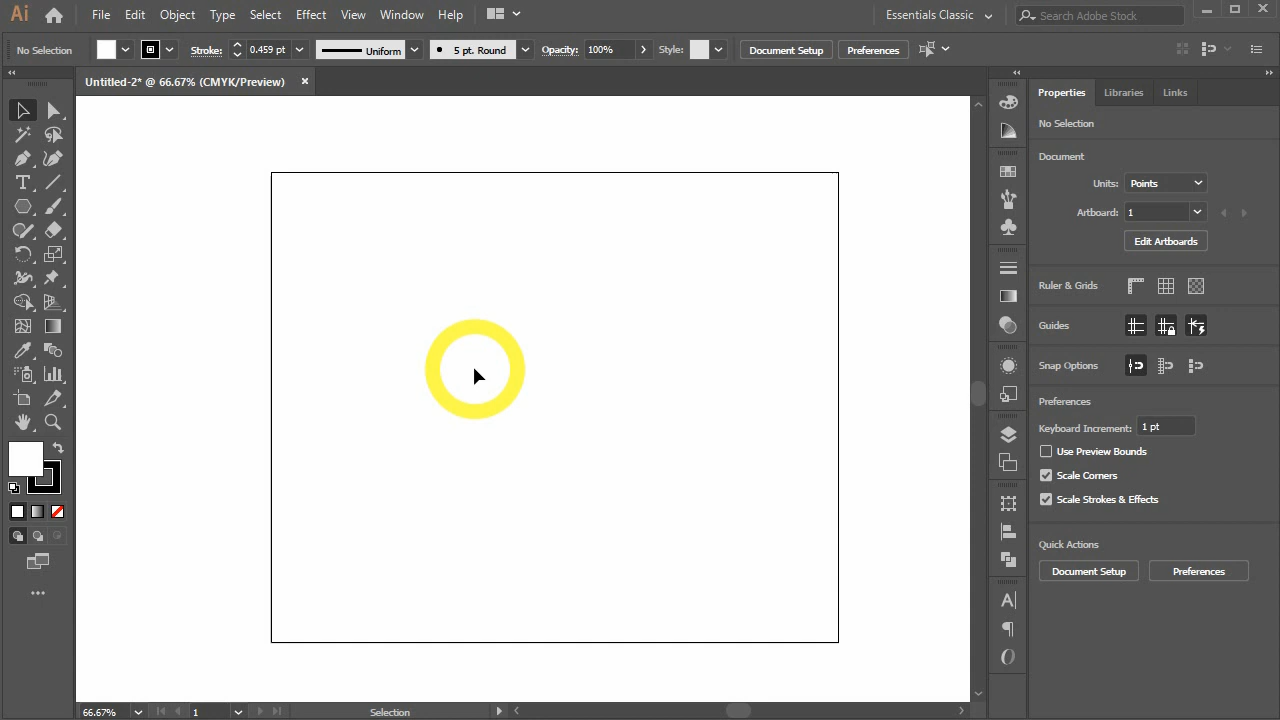 Ai File Edit Object Type Select Effect View Window Help Essentials Classic Search Adobe Stock
No Selection Stroke: 0.459 pt Uniform 5 pt. Round Opacity: 100% Style: Document Setup Preferences
Untitled-2* @ 66.67% (CMYK/Preview) ×
Properties Libraries Links
No Selection
Document
Units: Points
Artboard: 1
Edit Artboards
Ruler & Grids
Guides
Snap Options
Preferences
Keyboard Increment: 1 pt
Use Preview Bounds
Scale Corners
Scale Strokes & Effects
Quick Actions
Document Setup Preferences
66.67% 1 Selection